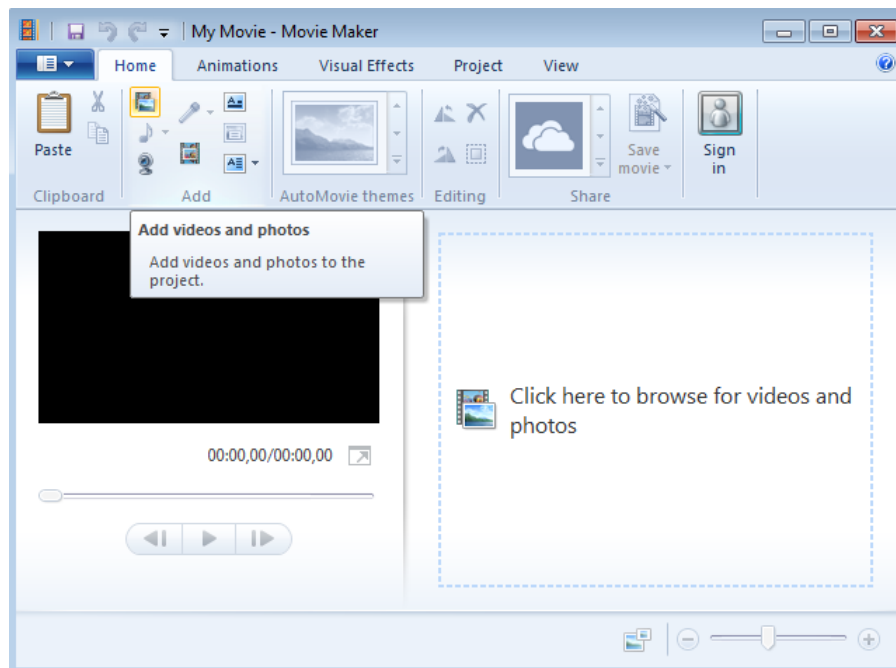 My Movie - Movie Maker
Home Animations Visual Effects Project View
Paste
Save
movie
Sign
in
Clipboard Add AutoMovie themes Editing Share
Add videos and photos
Add videos and photos to the
project.
Click here to browse for videos and
photos
00:00,00/00:00,00